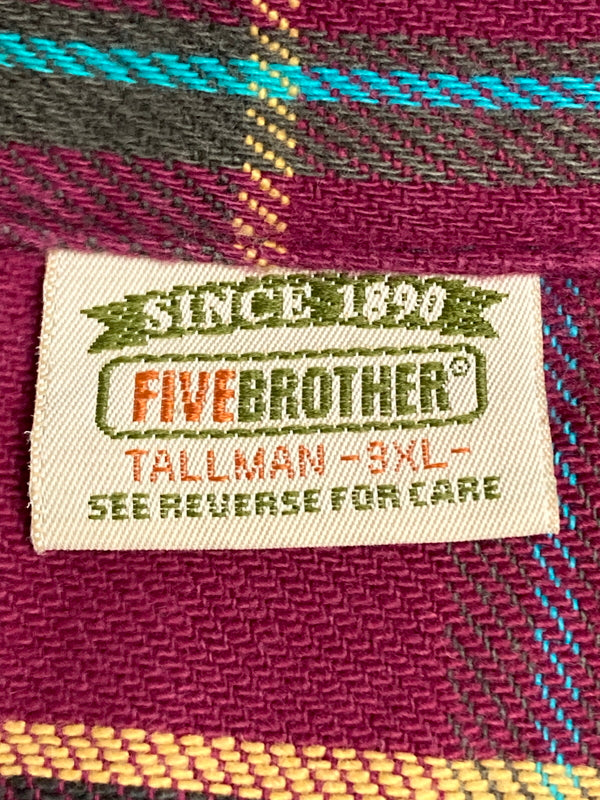 SINCE 1890
FIVEBROTHER®
TALLMAN -3XL-
SEE REVERSE FOR CARE